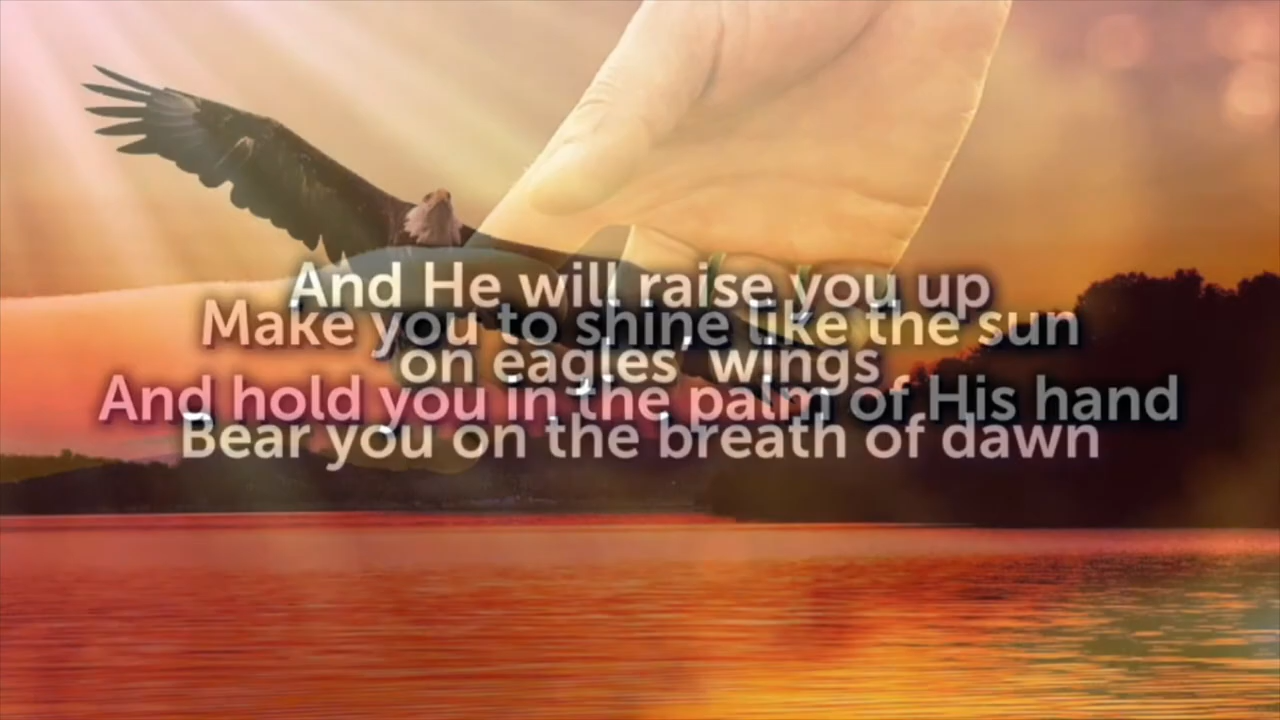 And He will raise you up
Make you to shine like the sun
on eagles' wings
And hold you in the palm of His hand
Bear you on the breath of dawn